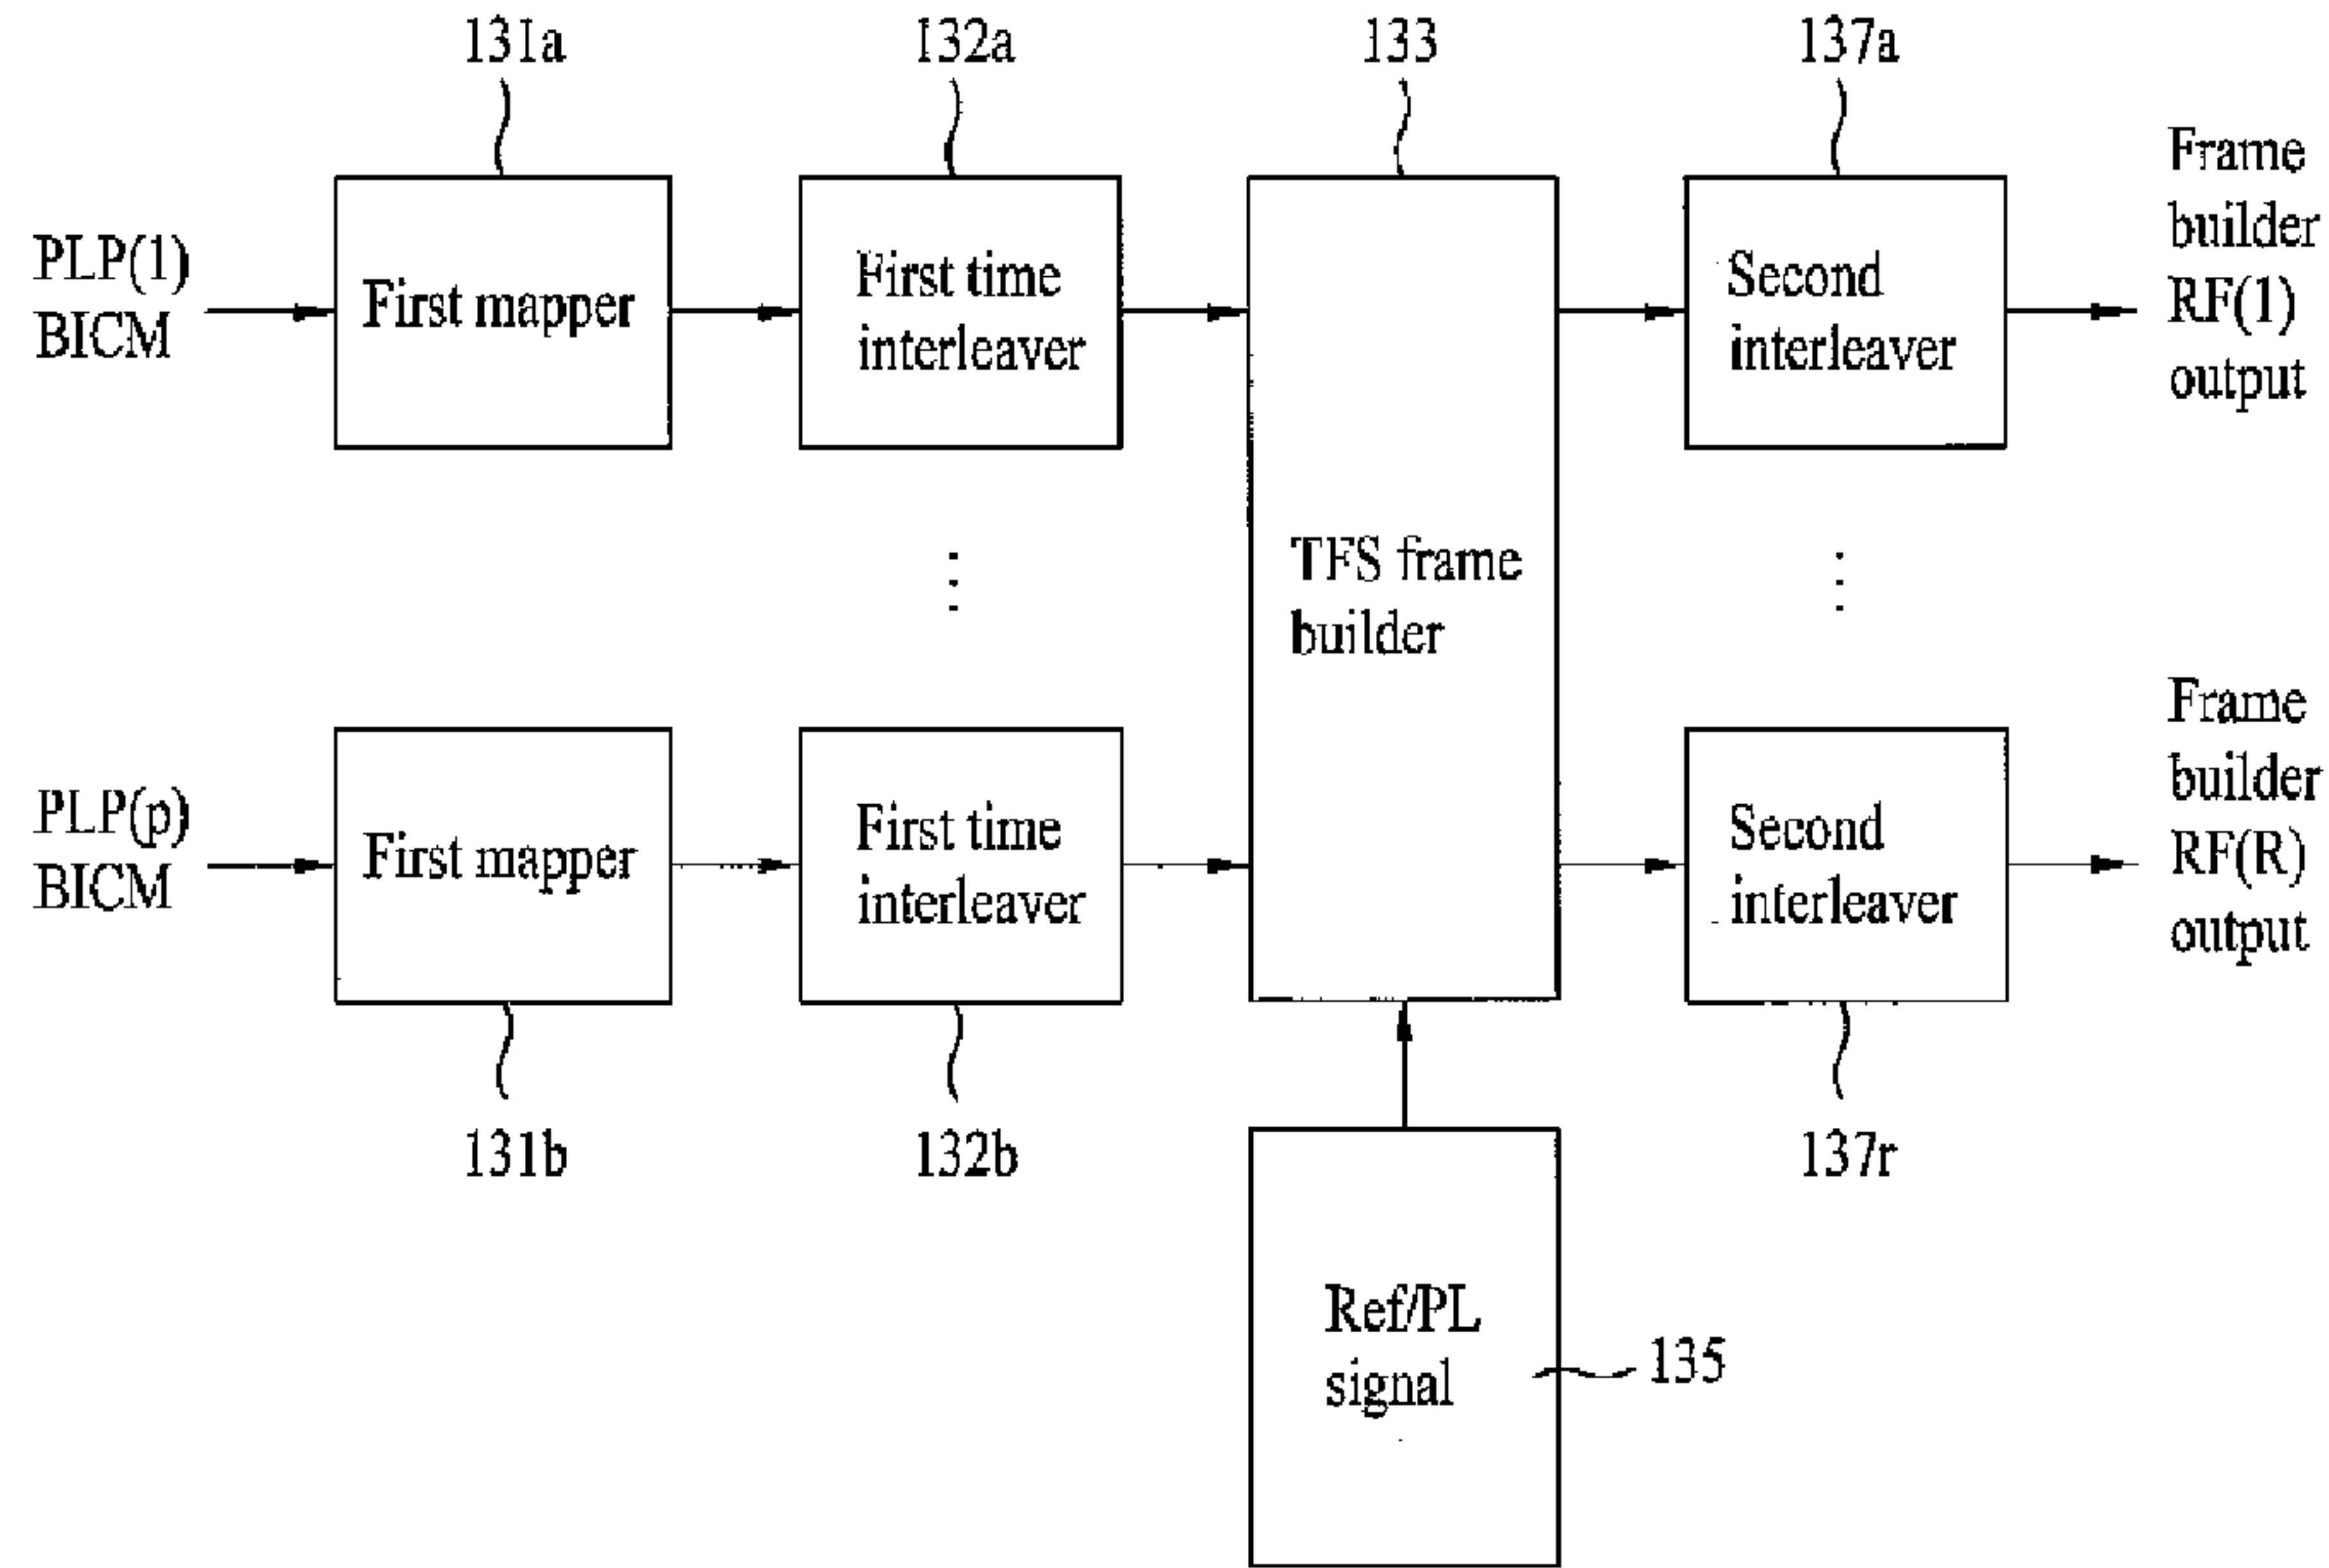 131a
132a
133
137a
PLP(1)
BICM
First mapper
First time
interleaver
Second
interleaver
Frame
builder
RF(1)
output
TFS frame
builder
PLP(p)
BICM
First mapper
First time
interleaver
Second
interleaver
Frame
builder
RF(R)
output
131b
132b
137r
Ref/PL
signal
135